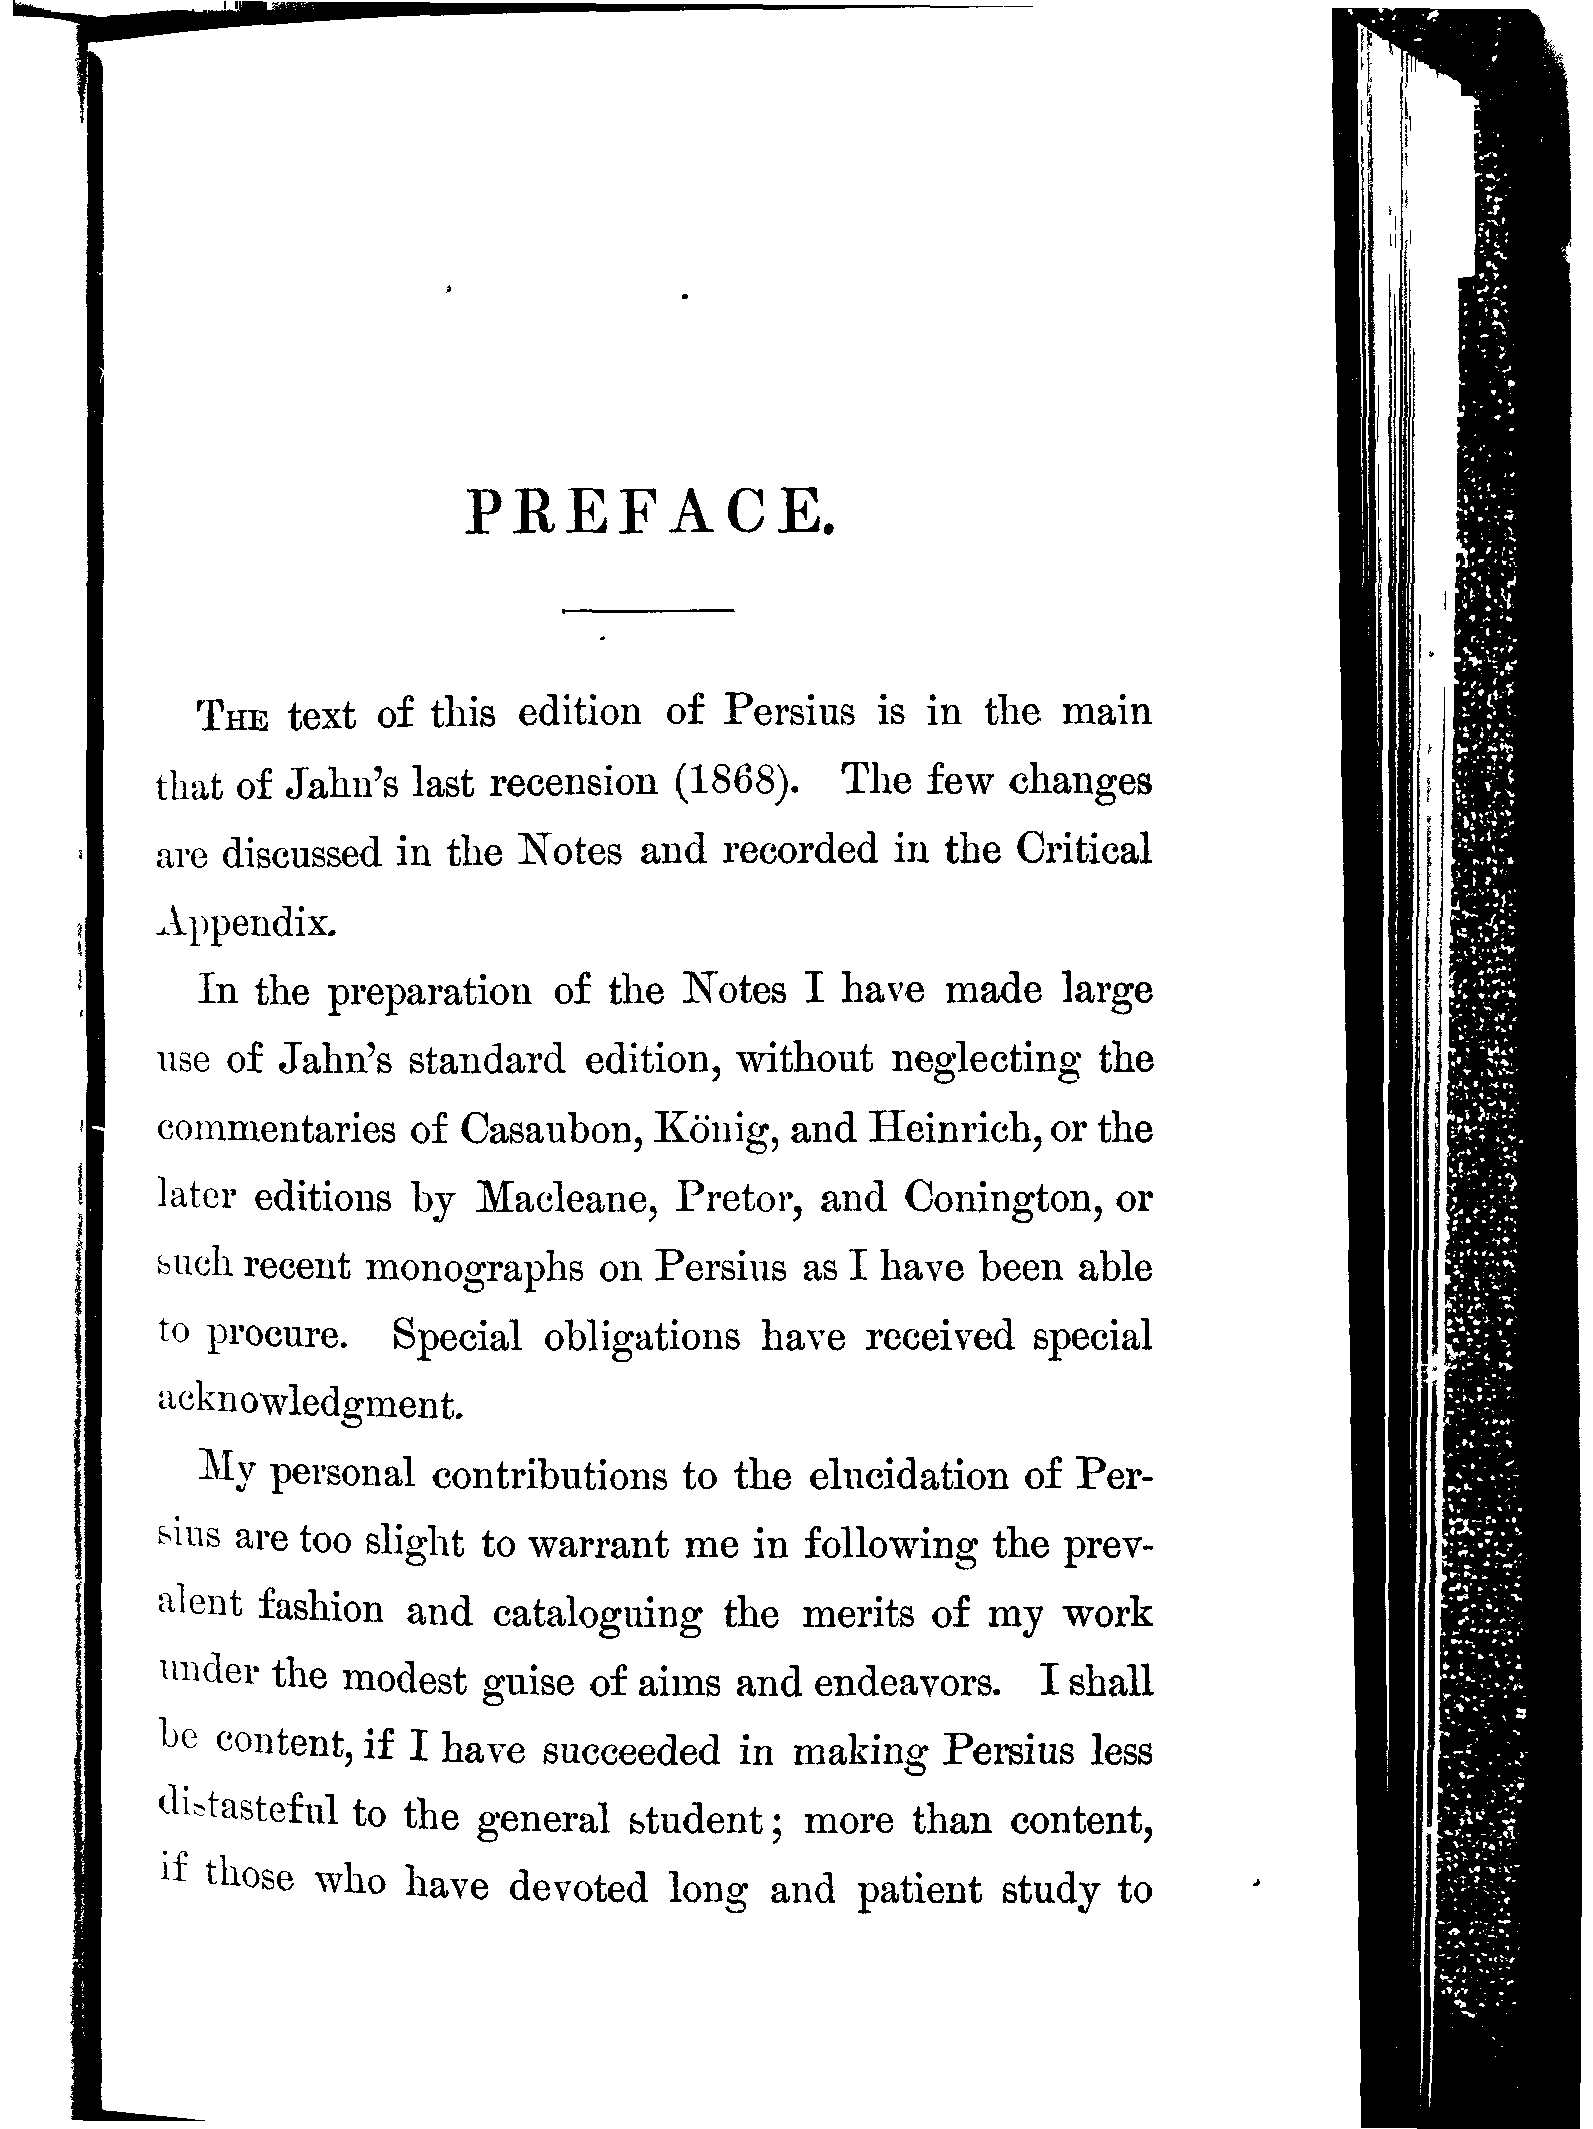 PREFACE.
THE text of this edition of Persius is in the main
that of Jahn's last recension (1868). The few changes
are discussed in the Notes and recorded in the Critical
Appendix.
In the preparation of the Notes I have made large
use of Jahn's standard edition, without neglecting the
commentaries of Casaubon, König, and Heinrich, or the
later editions by Macleane, Pretor, and Conington, or
such recent monographs on Persius as I have been able
to procure. Special obligations have received special
acknowledgment.
My personal contributions to the elucidation of Per-
sius are too slight to warrant me in following the prev-
alent fashion and cataloguing the merits of my work
under the modest guise of aims and endeavors. I shall
be content, if I have succeeded in making Persius less
distasteful to the general student; more than content,
if those who have devoted long and patient study to